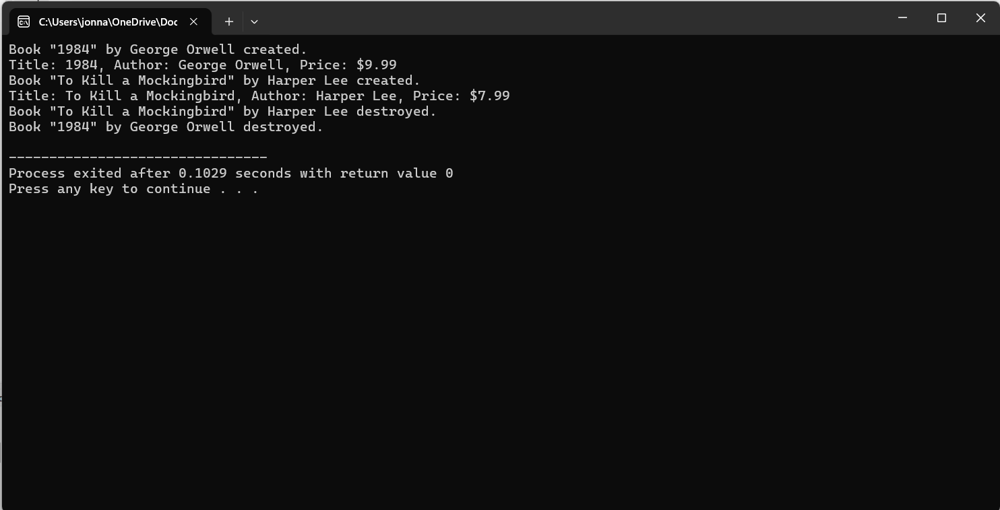 C:\Users\jonna\OneDrive\Doc
Book "1984" by George Orwell created.
Title: 1984, Author: George Orwell, Price: $9.99
Book "To Kill a Mockingbird" by Harper Lee created.
Title: To Kill a Mockingbird, Author: Harper Lee, Price: $7.99
Book "To Kill a Mockingbird" by Harper Lee destroyed.
Book "1984" by George Orwell destroyed.
--------------------------------
Process exited after 0.1029 seconds with return value 0
Press any key to continue . . .